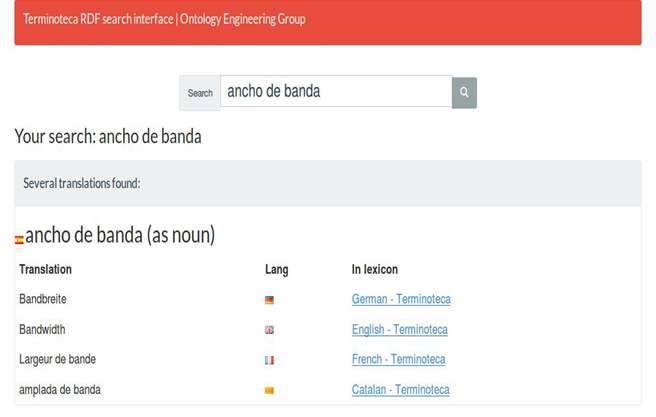 Terminoteca RDF search interface | Ontology Engineering Group
Search ancho de banda
Your search: ancho de banda
Several translations found:
ancho de banda (as noun)
Translation Lang In lexicon
Bandbreite German - Terminoteca
Bandwidth English - Terminoteca
Largeur de bande French - Terminoteca
amplada de banda Catalan - Terminoteca